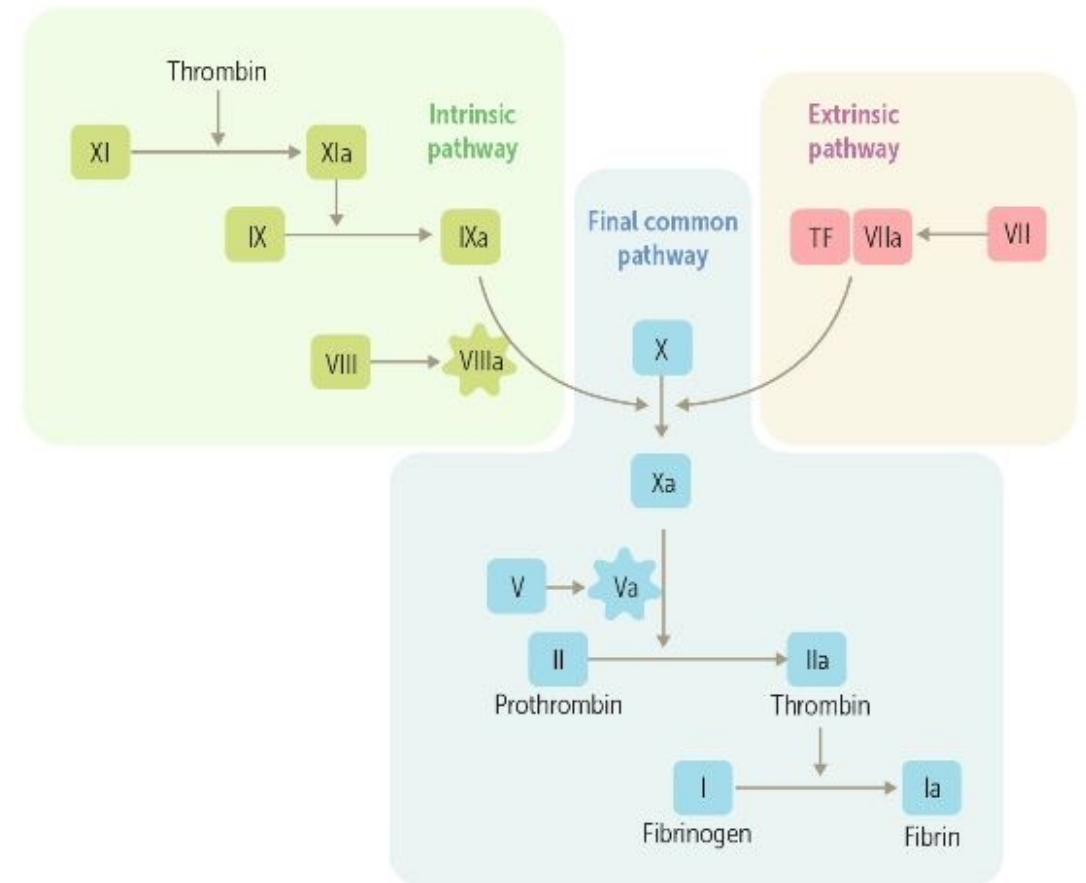 Thrombin
XI
XIa
Intrinsic
pathway
IX
IXa
VIII
VIIIa
Extrinsic
pathway
TF
VIIa
VII
Final common
pathway
X
Xa
V
Va
II
IIa
Prothrombin
Thrombin
I
Ia
Fibrinogen
Fibrin